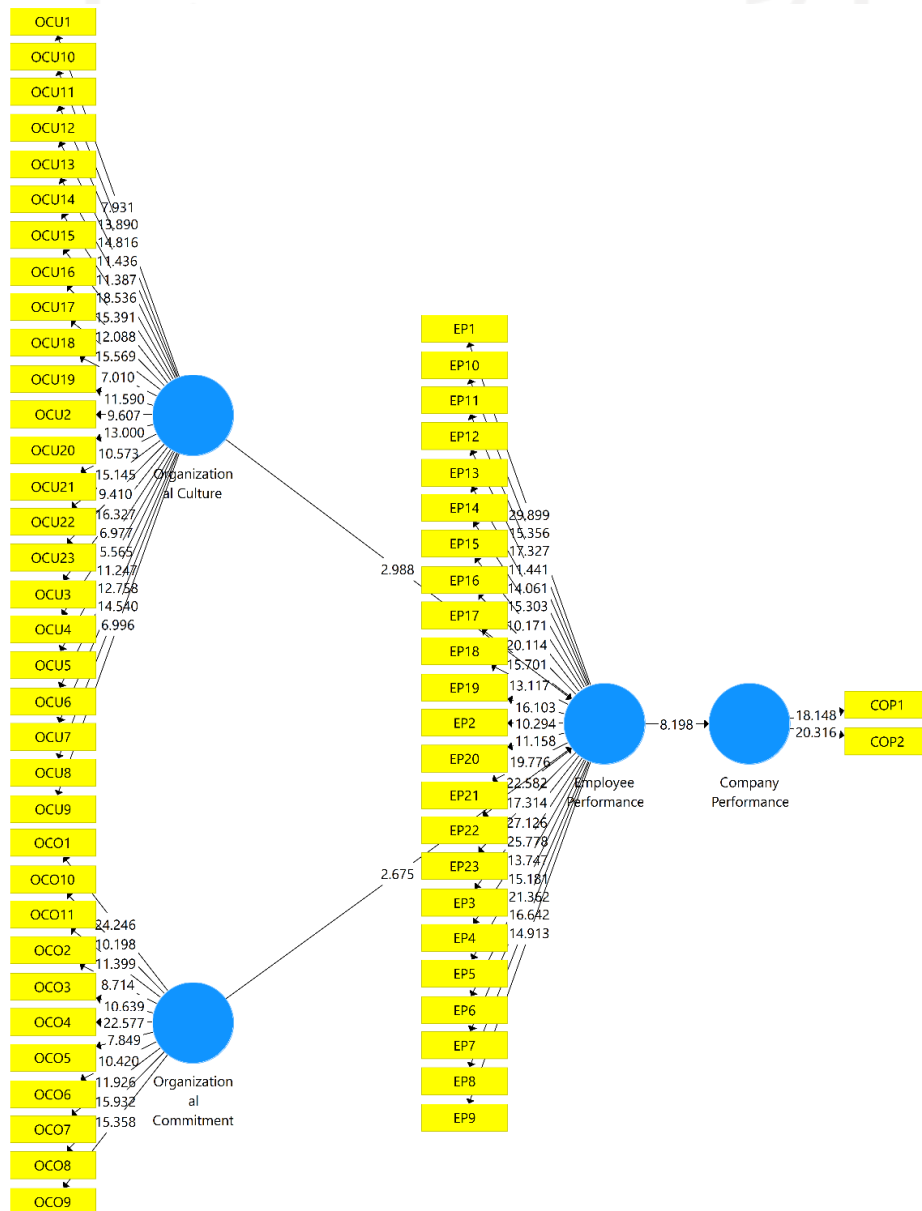 OCU1
OCU10
OCU11
OCU12
OCU13
OCU14
OCU15
OCU16
OCU17
OCU18
OCU19
OCU2
OCU20
OCU21
OCU22
OCU23
OCU3
OCU4
OCU5
OCU6
OCU7
OCU8
OCU9
7.931
13.890
14.816
11.436
11.387
18.536
15.391
12.088
15.569
7.010
11.590
9.607
13.000
10.573
15.145
9.410
16.327
6.977
5.565
11.247
12.758
14.540
6.996
Organization
al Culture
OCO1
OCO10
OCO11
OCO2
OCO3
OCO4
OCO5
OCO6
OCO7
OCO8
OCO9
24.246
10.198
11.399
8.714
10.639
22.577
7.849
10.420
11.926
15.932
15.358
Organization
al
Commitment
2.988
2.675
EP1
EP10
EP11
EP12
EP13
EP14
EP15
EP16
EP17
EP18
EP19
EP2
EP20
EP21
EP22
EP23
EP3
EP4
EP5
EP6
EP7
EP8
EP9
29.899
15.356
17.327
11.441
14.061
15.303
10.171
20.114
15.701
13.117
16.103
10.294
11.158
19.776
22.582
17.314
27.126
25.778
13.747
15.181
21.362
16.642
14.913
Employee
Performance
8.198
Company
Performance
18.148
20.316
COP1
COP2